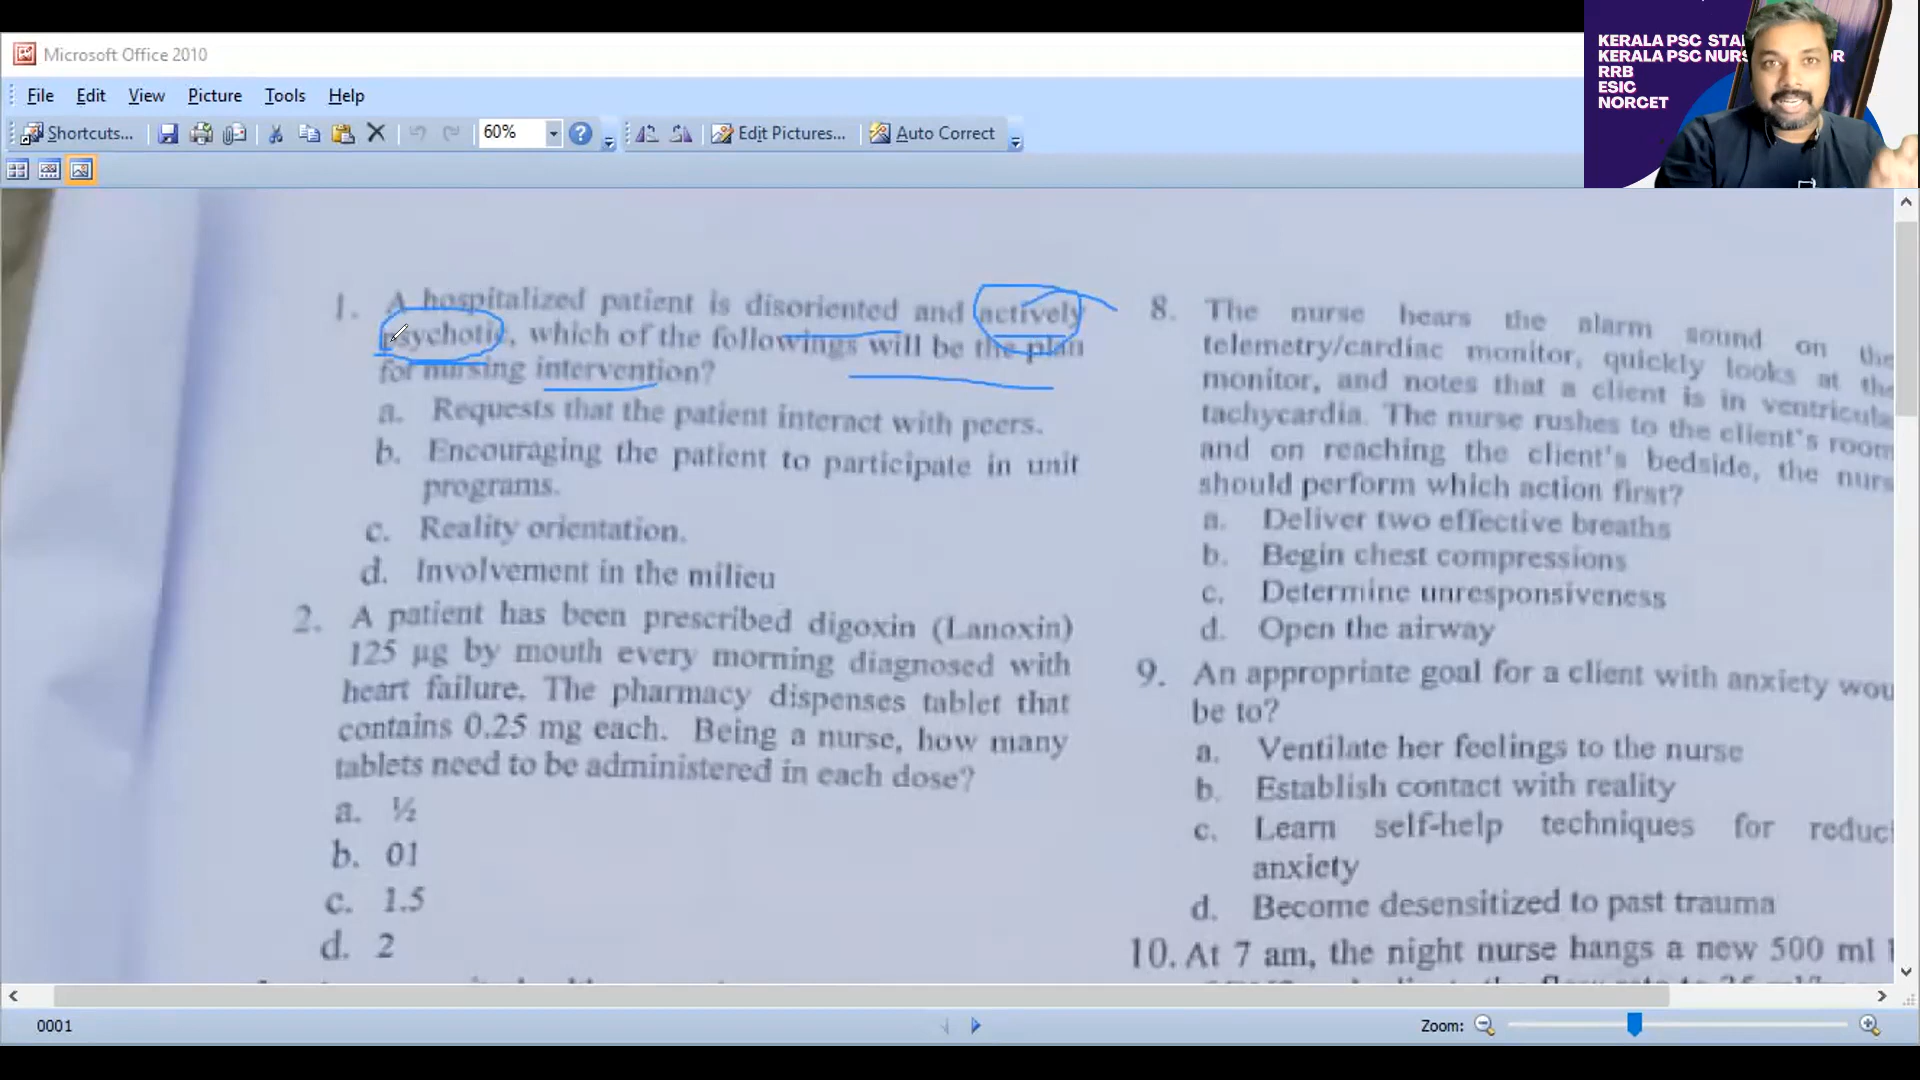 Microsoft Office 2010
File Edit View Picture Tools Help
Shortcuts... 60% Edit Pictures... Auto Correct
KERALA PSC
KERALA PSC
RRB
ESIC
NORCET
1. A hospitalized patient is disoriented and actively
psychotic, which of the followings will be the plan
for nursing intervention?
a. Requests that the patient interact with peers.
b. Encouraging the patient to participate in unit
programs.
c. Reality orientation.
d. Involvement in the milieu
2. A patient has been prescribed digoxin (Lanoxin)
125 µg by mouth every morning diagnosed with
heart failure. The pharmacy dispenses tablet that
contains 0.25 mg each. Being a nurse, how many
tablets need to be administered in each dose?
a. ½
b. 01
c. 1.5
d. 2
8. The nurse hears the alarm sound on the
telemetry/cardiac monitor, quickly looks at the
monitor, and notes that a client is in
tachycardia. The nurse rushes to the client's room
and on reaching the client's bedside, the
should perform which action first?
a. Deliver two effective breaths
b. Begin chest compressions
c. Determine unresponsiveness
d. Open the airway
9. An appropriate goal for a client with anxiety
be to?
a. Ventilate her feelings to the nurse
b. Establish contact with reality
c. Learn self-help techniques for
anxiety
d. Become desensitized to past trauma
10. At 7 am, the night nurse hangs a new 500 ml
0001
Zoom: